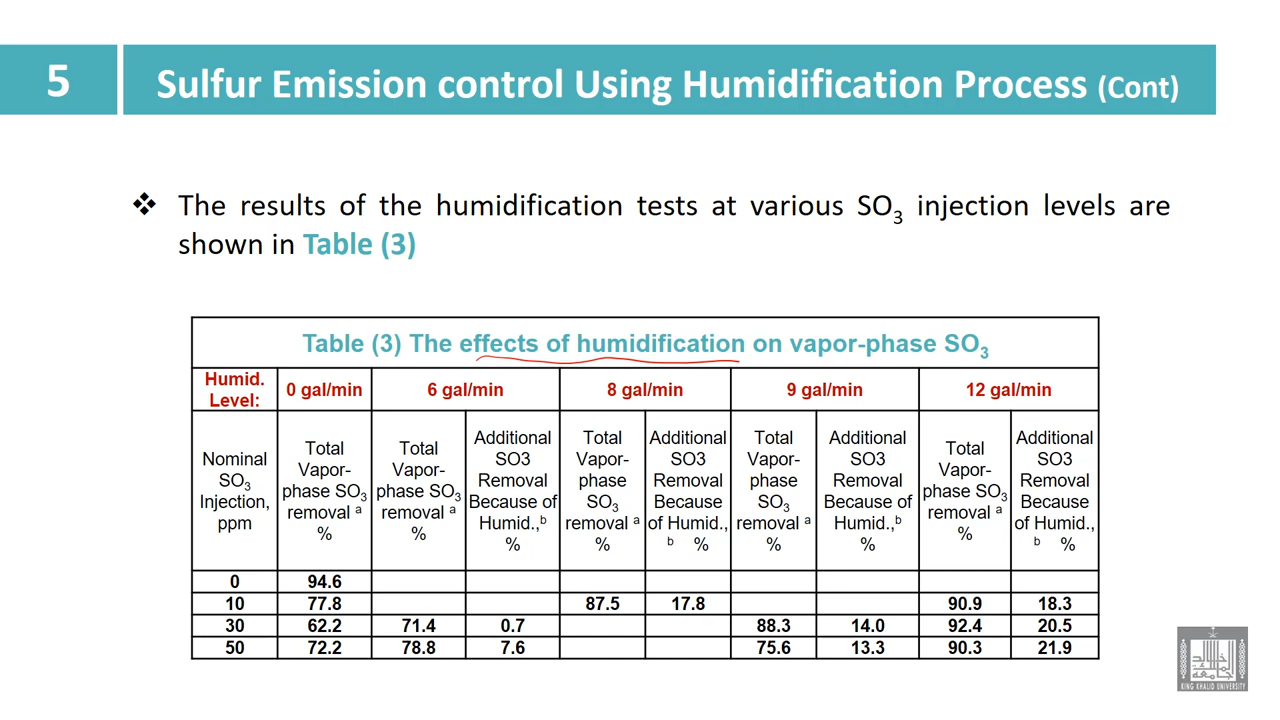 5
Sulfur Emission control Using Humidification Process (Cont)
❖ The results of the humidification tests at various SO₃ injection levels are
shown in Table (3)
Table (3) The effects of humidification on vapor-phase SO₃
Humid. Level: 0 gal/min 6 gal/min 8 gal/min 9 gal/min 12 gal/min
Nominal SO₃ Injection, ppm
Total Vapor-phase SO₃ removal ᵃ %
Total Vapor-phase SO₃ removal ᵃ %
Additional SO3 Removal Because of Humid.,ᵇ %
Total Vapor-phase SO₃ removal ᵃ %
Additional SO3 Removal Because of Humid., ᵇ %
Total Vapor-phase SO₃ removal ᵃ %
Additional SO3 Removal Because of Humid.,ᵇ %
Total Vapor-phase SO₃ removal ᵃ %
Additional SO3 Removal Because of Humid., ᵇ %
0 94.6
10 77.8 87.5 17.8 90.9 18.3
30 62.2 71.4 0.7 88.3 14.0 92.4 20.5
50 72.2 78.8 7.6 75.6 13.3 90.3 21.9
KING KHALID UNIVERSITY